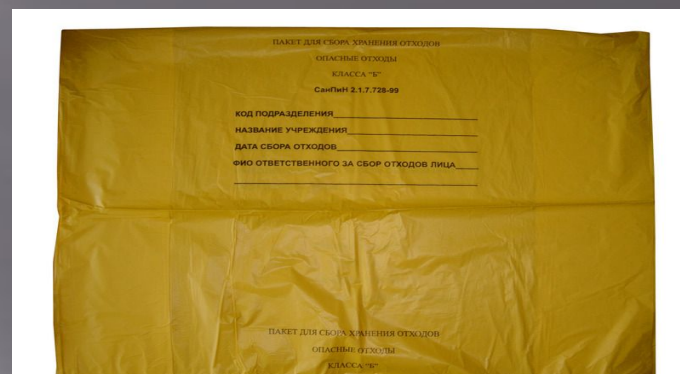 ПАКЕТ ДЛЯ СБОРА ХРАНЕНИЯ ОТХОДОВ
ОПАСНЫЕ ОТХОДЫ
КЛАССА "Б"
СанПиН 2.1.7.728-99
КОД ПОДРАЗДЕЛЕНИЯ
НАЗВАНИЕ УЧРЕЖДЕНИЯ
ДАТА СБОРА ОТХОДОВ
ФИО ОТВЕТСТВЕННОГО ЗА СБОР ОТХОДОВ ЛИЦА
ПАКЕТ ДЛЯ СБОРА ХРАНЕНИЯ ОТХОДОВ
ОПАСНЫЕ ОТХОДЫ
КЛАССА "Б"